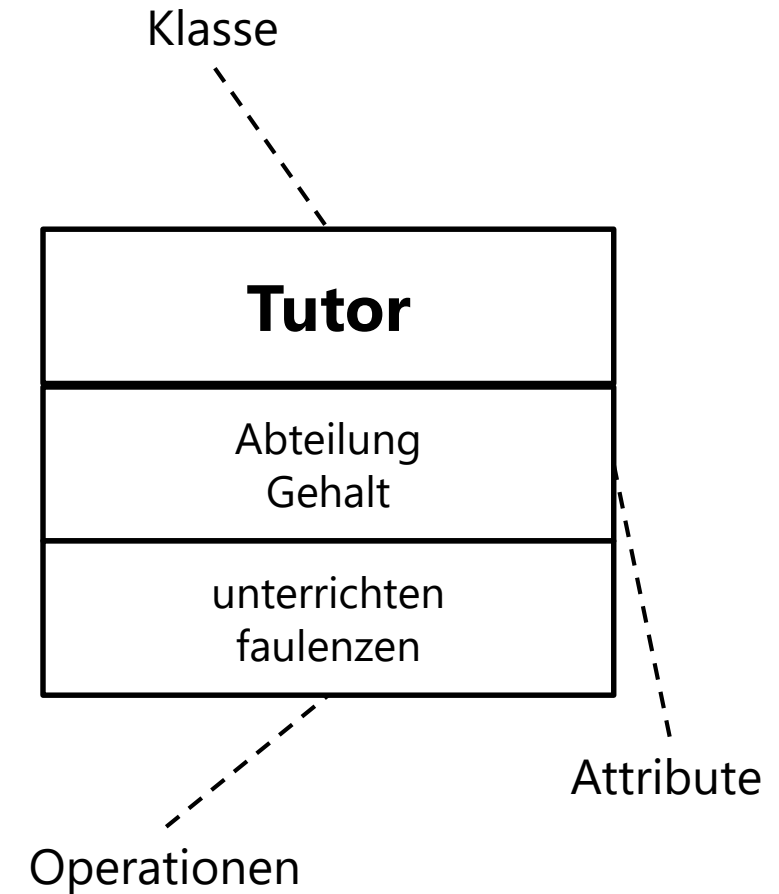 Klasse
Tutor
Abteilung
Gehalt
unterrichten
faulenzen
Attribute
Operationen